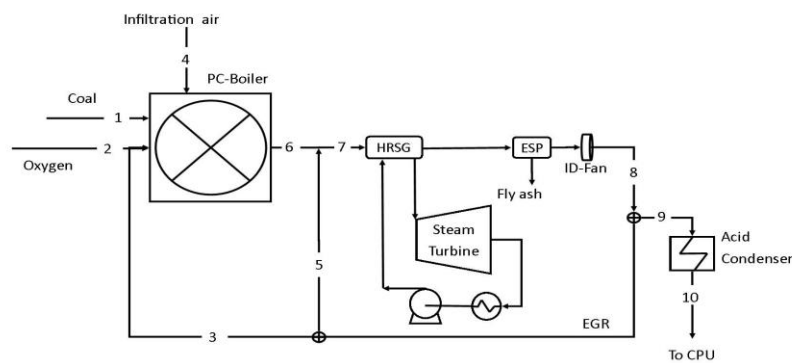 Infiltration air
4
PC-Boiler
Coal
1
2
Oxygen
6
7
HRSG
ESP
ID-Fan
Fly ash
8
9
Steam
Turbine
Acid
Condenser
5
10
3
EGR
To CPU